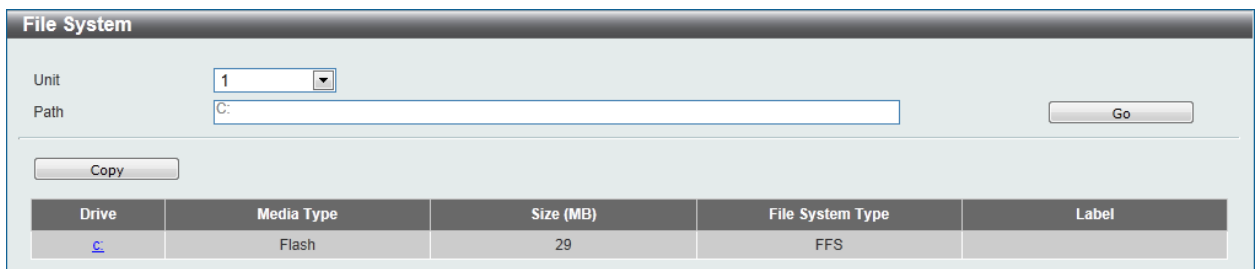 File System
Unit 1
Path C: Go
Copy
Drive Media Type Size (MB) File System Type Label
c: Flash 29 FFS